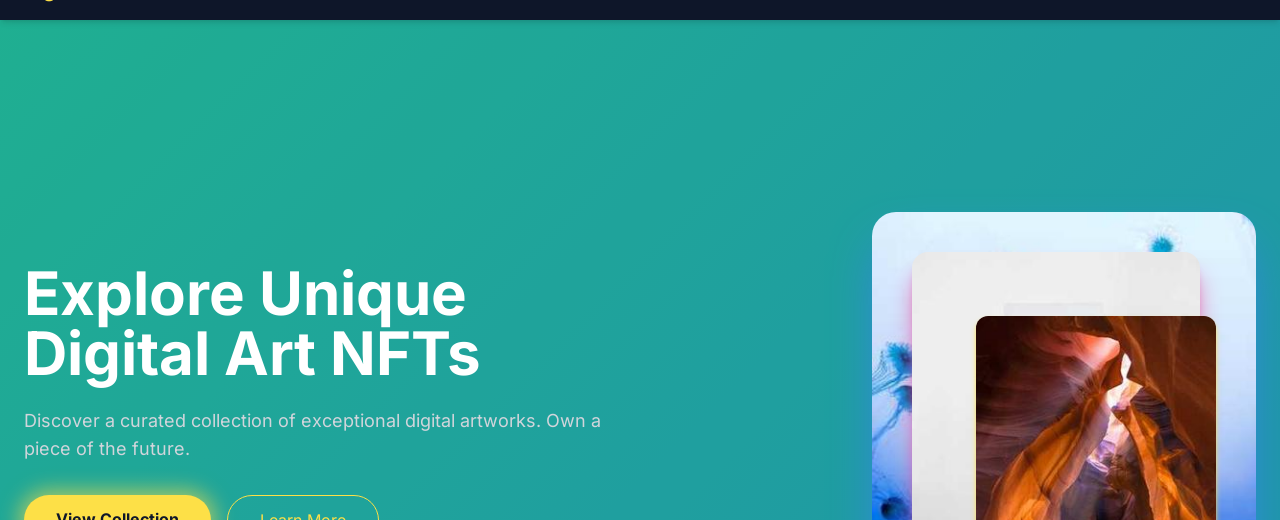 Explore Unique
Digital Art NFTs
Discover a curated collection of exceptional digital artworks. Own a
piece of the future.
View Collection
Learn More